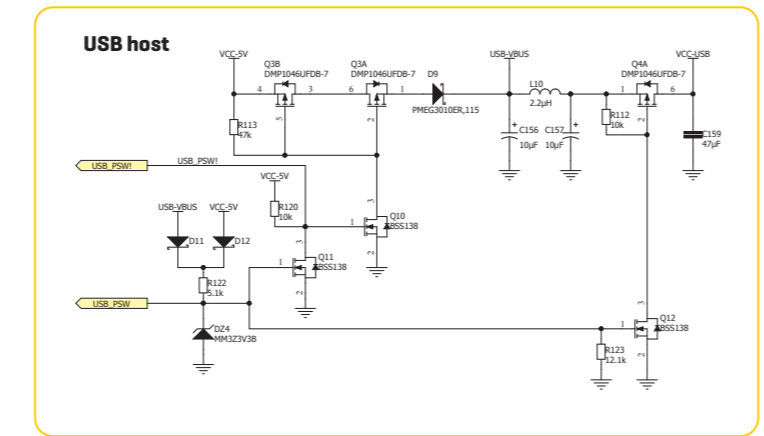 USB host
VCC-5V
Q3B
DMP1046UFDB-7
Q3A
DMP1046UFDB-7
D9
PMEG3010ER,115
USB-VBUS
L10
2.2µH
Q4A
DMP1046UFDB-7
VCC-USB
4
3
6
1
1
6
5
2
2
R113
47k
C156
10µF
C157
10µF
R112
10k
C159
47µF
USB_PSW!
USB_PSW!
VCC-5V
R120
10k
USB-VBUS
VCC-5V
D11
D12
3
1
Q10
BSS138
2
3
1
Q11
BSS138
2
R122
5.1k
USB_PSW
DZ4
MM3Z3V3B
3
1
Q12
BSS138
2
R123
12.1k